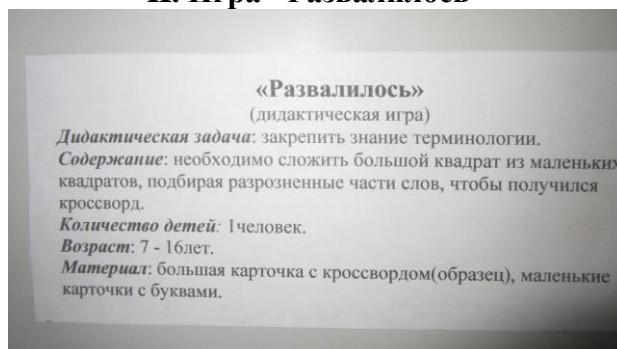 «Развалилось»
(дидактическая игра)
Дидактическая задача: закрепить знание терминологии.
Содержание: необходимо сложить большой квадрат из маленьких
квадратов, подбирая разрозненные части слов, чтобы получился
кроссворд.
Количество детей: 1человек.
Возраст: 7 - 16лет.
Материал: большая карточка с кроссвордом(образец), маленькие
карточки с буквами.